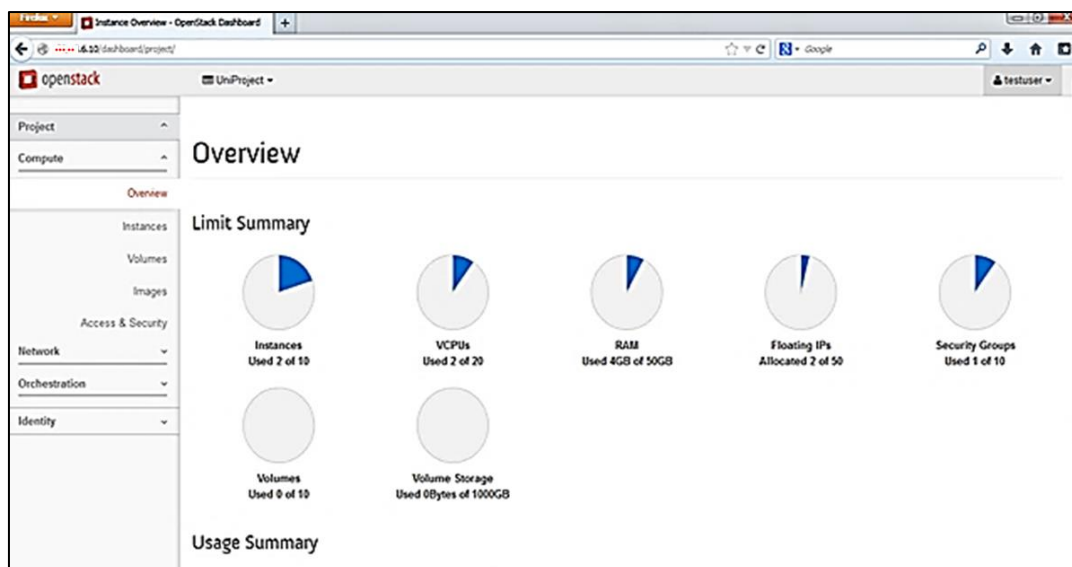 Firefox
Instance Overview - OpenStack Dashboard
+
6.10/dashboard/project/
Google
openstack
UniProject
testuser
Project
Compute
Overview
Instances
Volumes
Images
Access & Security
Network
Orchestration
Identity
Overview
Limit Summary
Instances
Used 2 of 10
VCPUs
Used 2 of 20
RAM
Used 4GB of 50GB
Floating IPs
Allocated 2 of 50
Security Groups
Used 1 of 10
Volumes
Used 0 of 10
Volume Storage
Used 0Bytes of 1000GB
Usage Summary